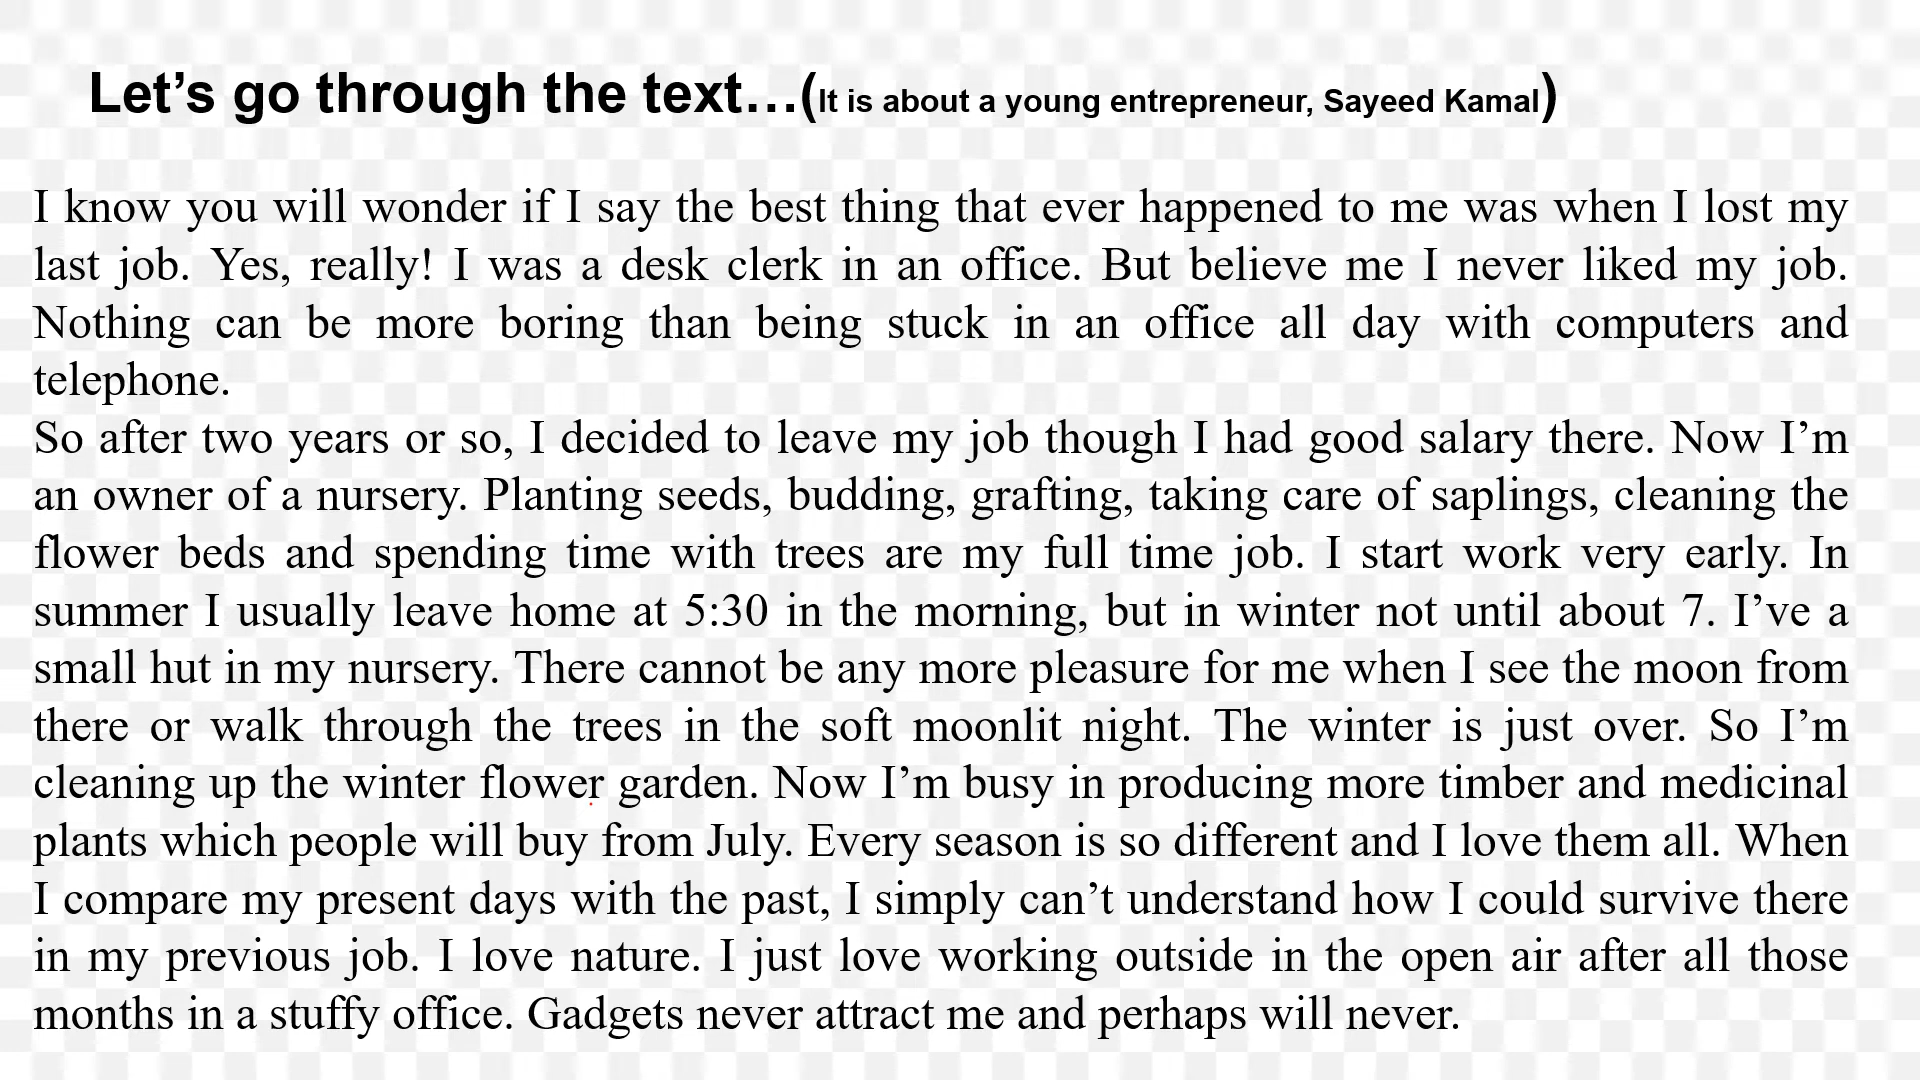 Let’s go through the text…(It is about a young entrepreneur, Sayeed Kamal)
I know you will wonder if I say the best thing that ever happened to me was when I lost my
last job. Yes, really! I was a desk clerk in an office. But believe me I never liked my job.
Nothing can be more boring than being stuck in an office all day with computers and
telephone.
So after two years or so, I decided to leave my job though I had good salary there. Now I’m
an owner of a nursery. Planting seeds, budding, grafting, taking care of saplings, cleaning the
flower beds and spending time with trees are my full time job. I start work very early. In
summer I usually leave home at 5:30 in the morning, but in winter not until about 7. I’ve a
small hut in my nursery. There cannot be any more pleasure for me when I see the moon from
there or walk through the trees in the soft moonlit night. The winter is just over. So I’m
cleaning up the winter flower garden. Now I’m busy in producing more timber and medicinal
plants which people will buy from July. Every season is so different and I love them all. When
I compare my present days with the past, I simply can’t understand how I could survive there
in my previous job. I love nature. I just love working outside in the open air after all those
months in a stuffy office. Gadgets never attract me and perhaps will never.